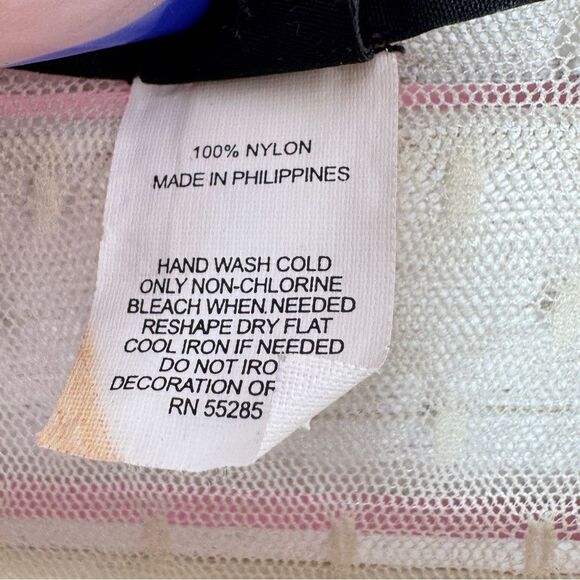 100% NYLON
MADE IN PHILIPPINES
HAND WASH COLD
ONLY NON-CHLORINE
BLEACH WHEN.NEEDED
RESHAPE DRY FLAT
COOL IRON IF NEEDED
DO NOT IRO
DECORATION OF
RN 55285